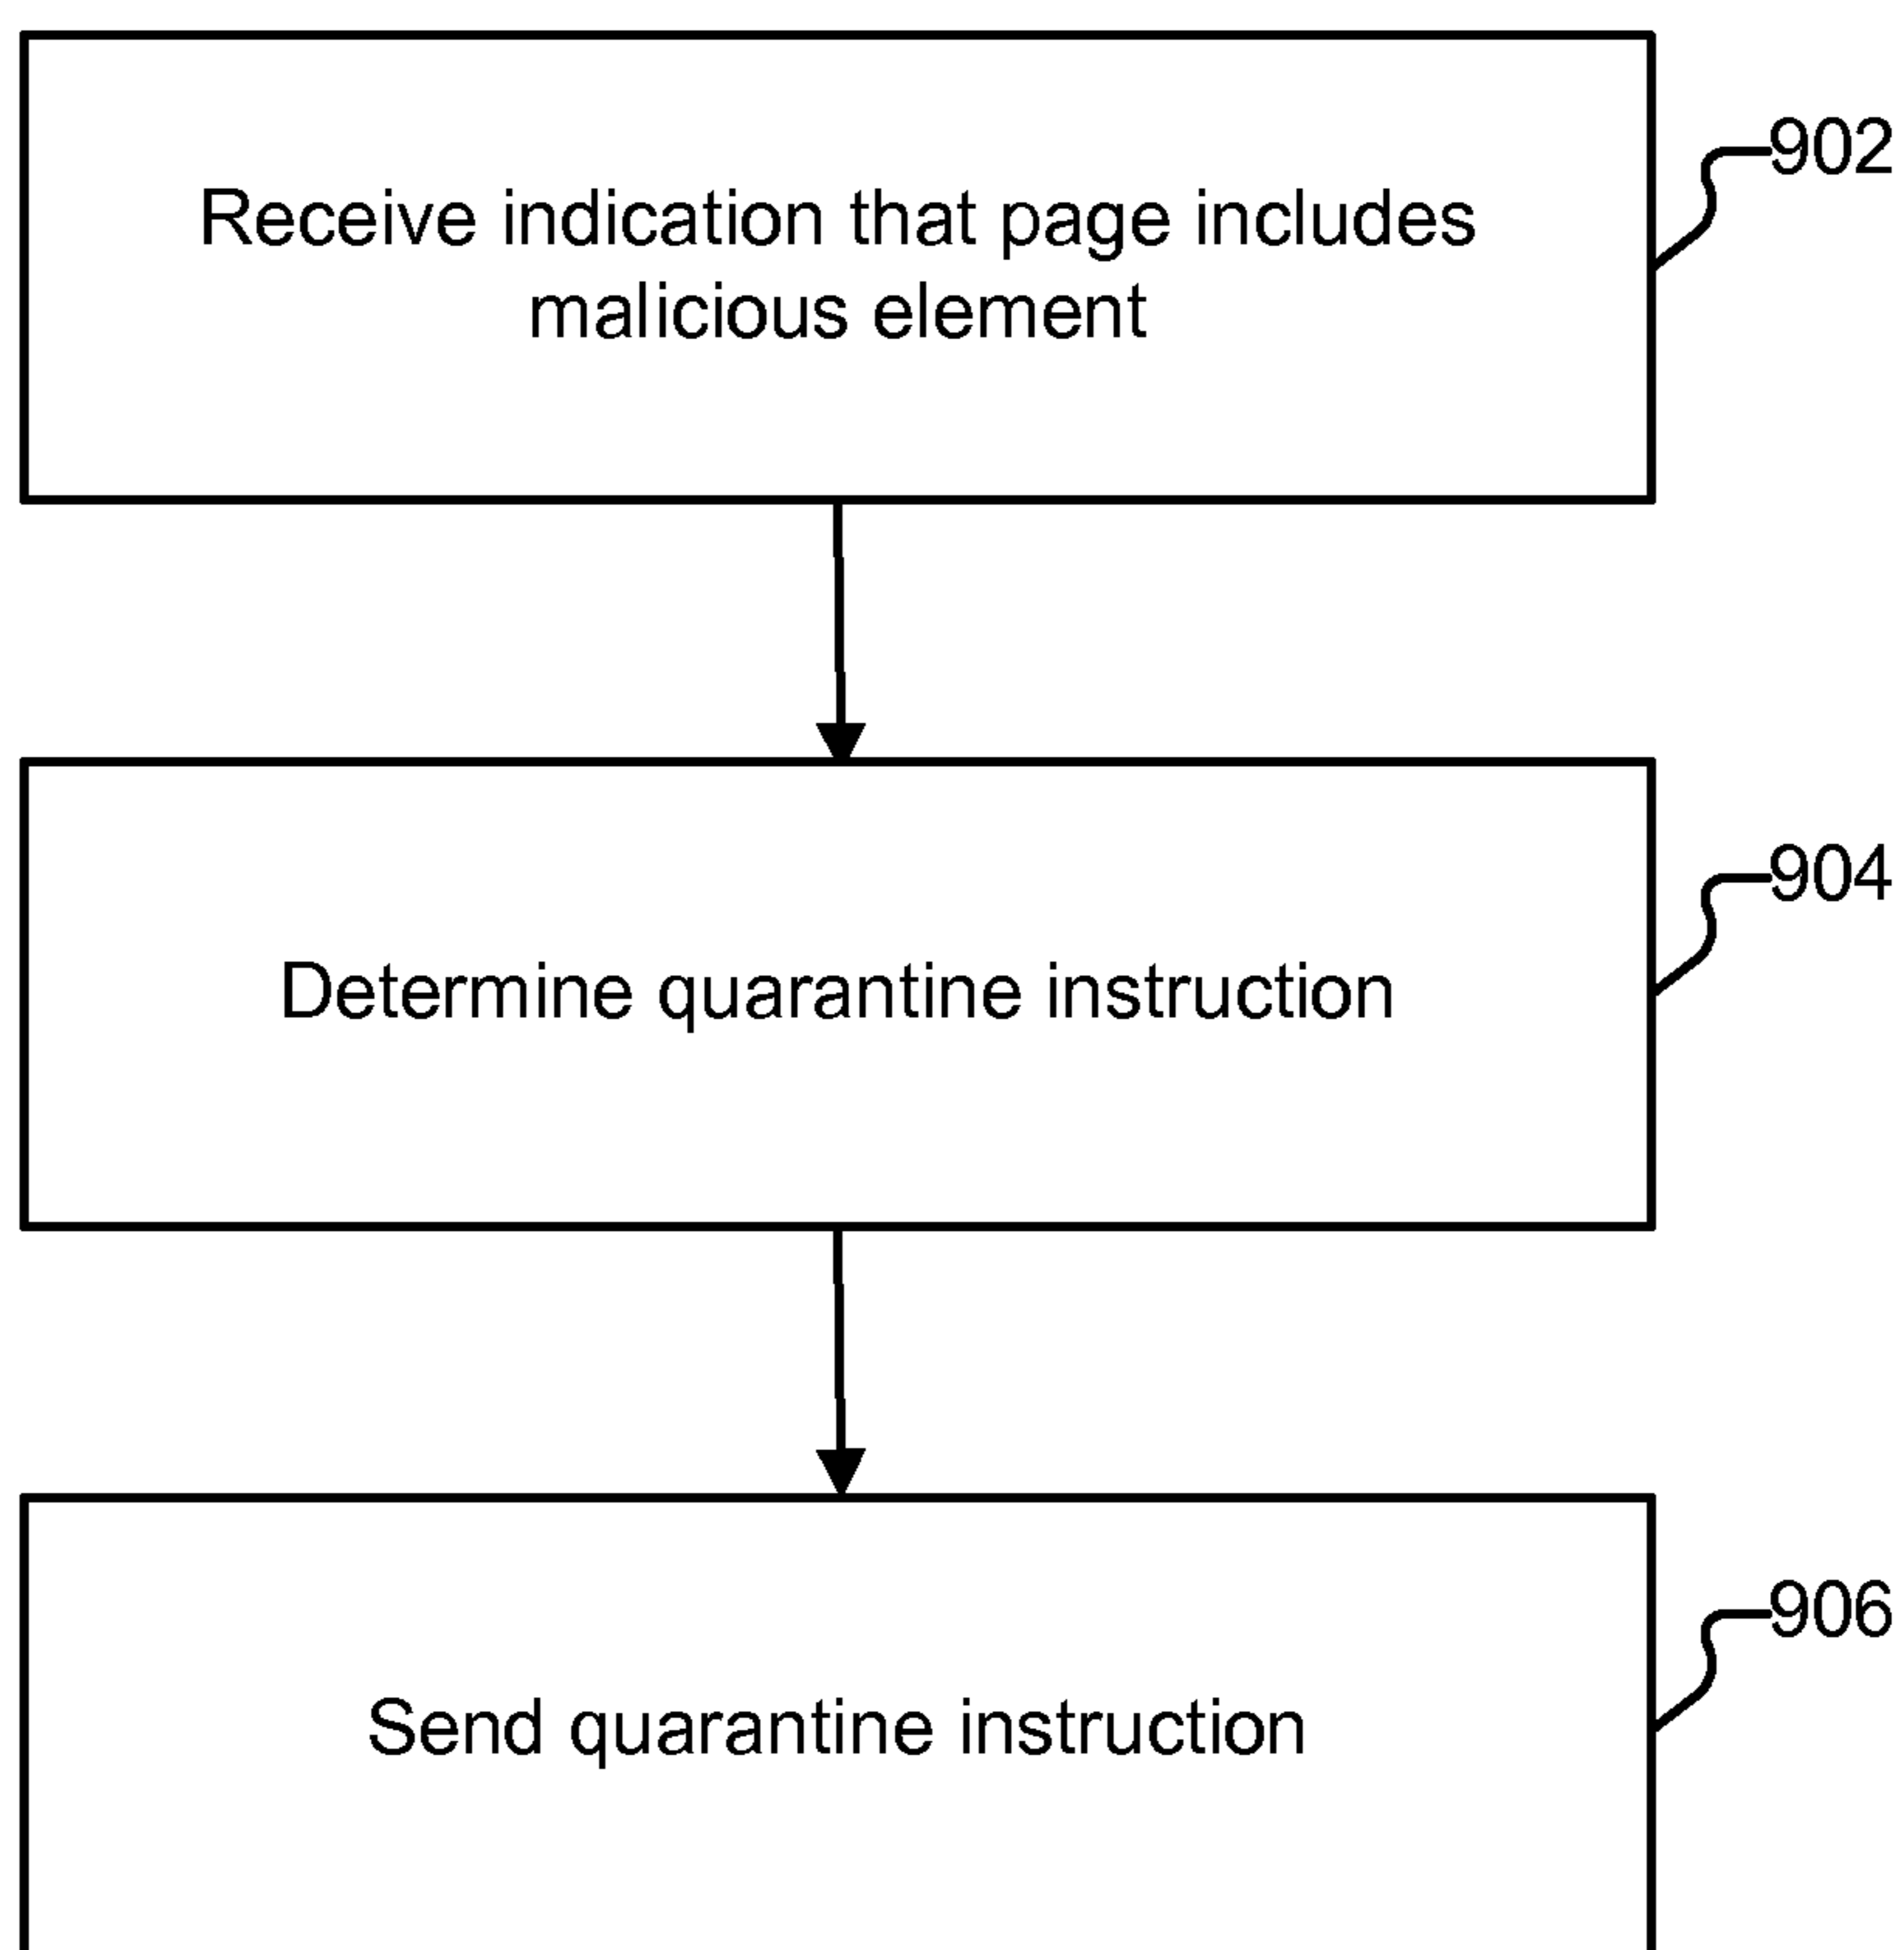 Receive indication that page includes
malicious element
902
Determine quarantine instruction
904
Send quarantine instruction
906